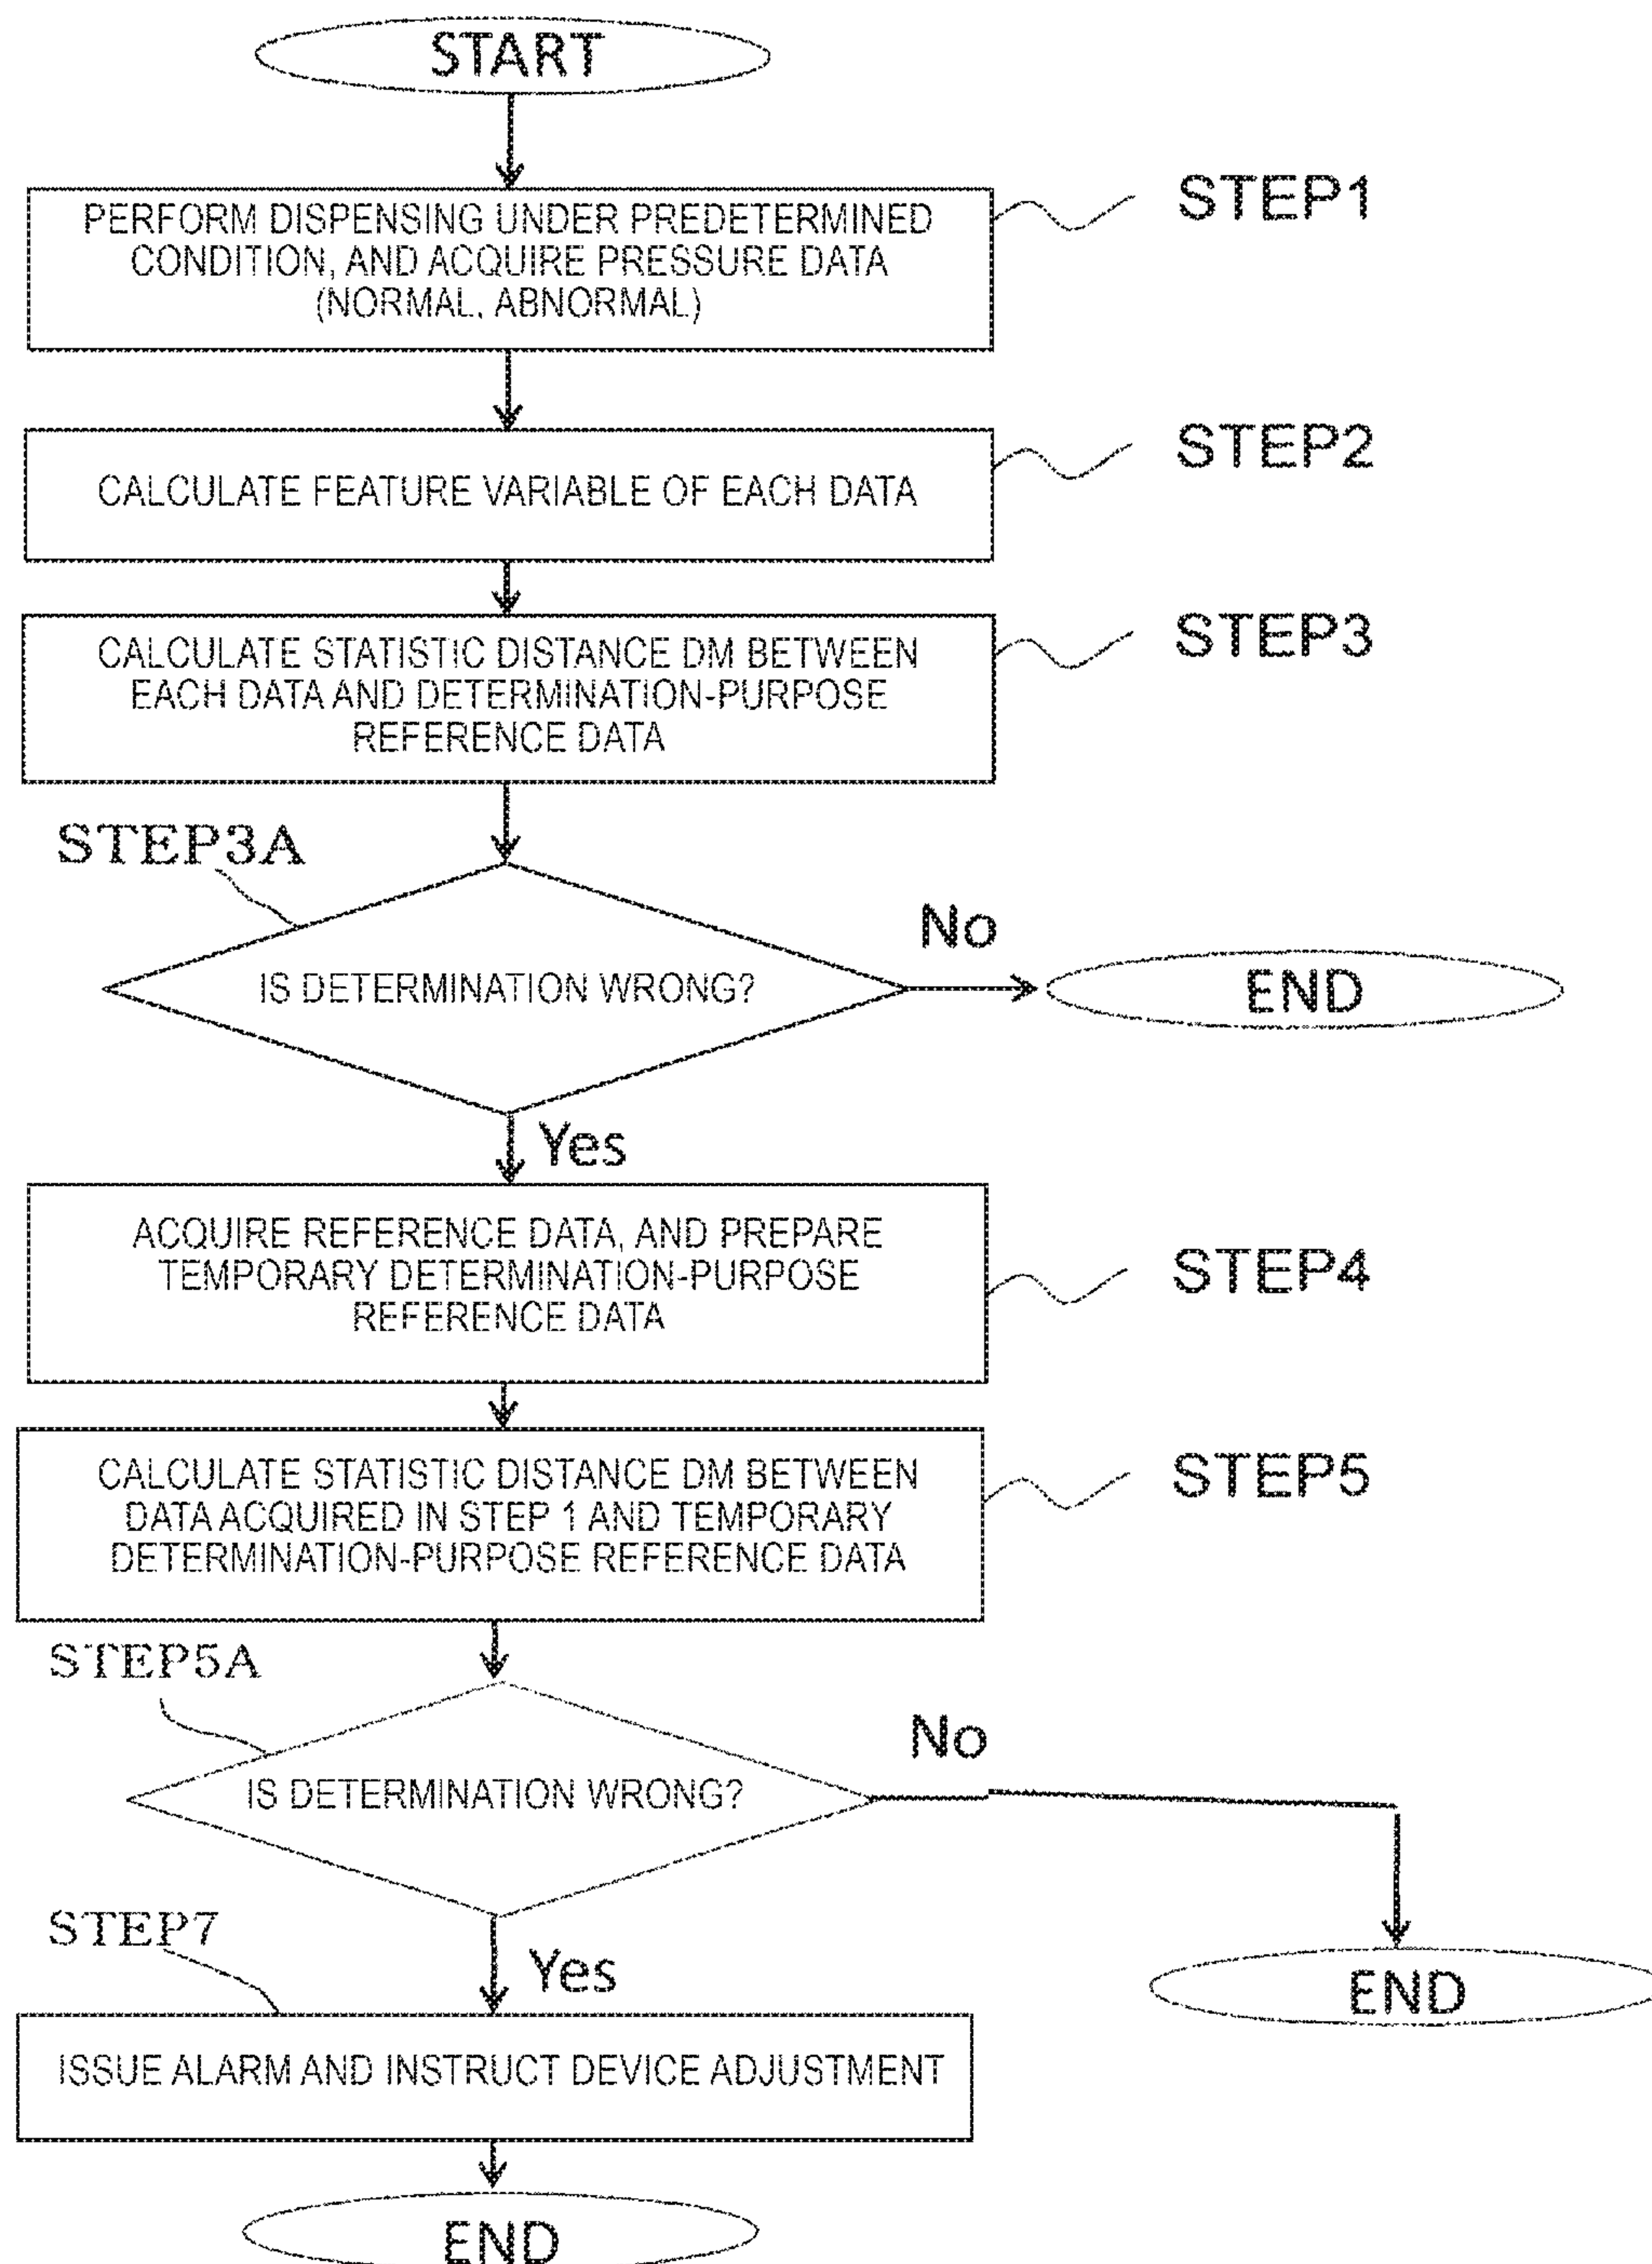 START
PERFORM DISPENSING UNDER PREDETERMINED
CONDITION, AND ACQUIRE PRESSURE DATA
(NORMAL, ABNORMAL)
STEP1
CALCULATE FEATURE VARIABLE OF EACH DATA
STEP2
CALCULATE STATISTIC DISTANCE DM BETWEEN
EACH DATA AND DETERMINATION-PURPOSE
REFERENCE DATA
STEP3
STEP3A
IS DETERMINATION WRONG?
No
END
Yes
ACQUIRE REFERENCE DATA, AND PREPARE
TEMPORARY DETERMINATION-PURPOSE
REFERENCE DATA
STEP4
CALCULATE STATISTIC DISTANCE DM BETWEEN
DATA ACQUIRED IN STEP 1 AND TEMPORARY
DETERMINATION-PURPOSE REFERENCE DATA
STEP5
STEP5A
IS DETERMINATION WRONG?
No
END
STEP7
Yes
ISSUE ALARM AND INSTRUCT DEVICE ADJUSTMENT
END